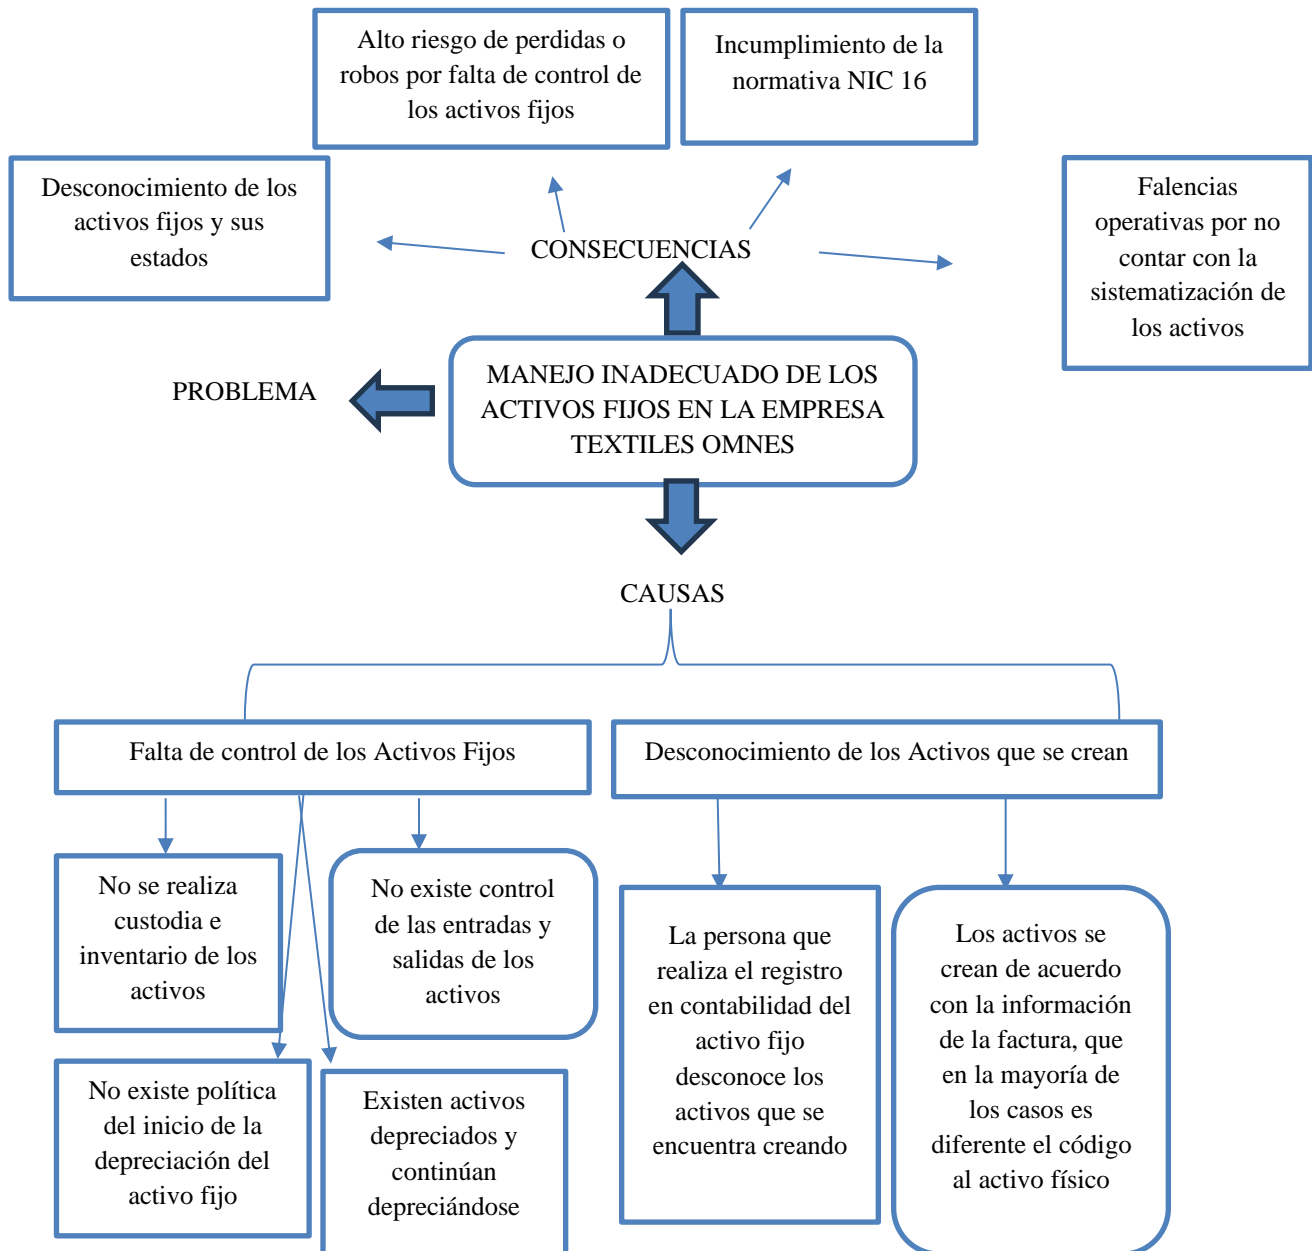 Alto riesgo de perdidas o
robos por falta de control de
los activos fijos
Incumplimiento de la
normativa NIC 16
Desconocimiento de los
activos fijos y sus
estados
Falencias
operativas por no
contar con la
sistematización de
los activos
CONSECUENCIAS
PROBLEMA
MANEJO INADECUADO DE LOS
ACTIVOS FIJOS EN LA EMPRESA
TEXTILES OMNES
CAUSAS
Falta de control de los Activos Fijos
Desconocimiento de los Activos que se crean
No se realiza
custodia e
inventario de los
activos
No existe control
de las entradas y
salidas de los
activos
No existe política
del inicio de la
depreciación del
activo fijo
Existen activos
depreciados y
continúan
depreciándose
La persona que
realiza el registro
en contabilidad del
activo fijo
desconoce los
activos que se
encuentra creando
Los activos se
crean de acuerdo
con la información
de la factura, que
en la mayoría de
los casos es
diferente el código
al activo físico